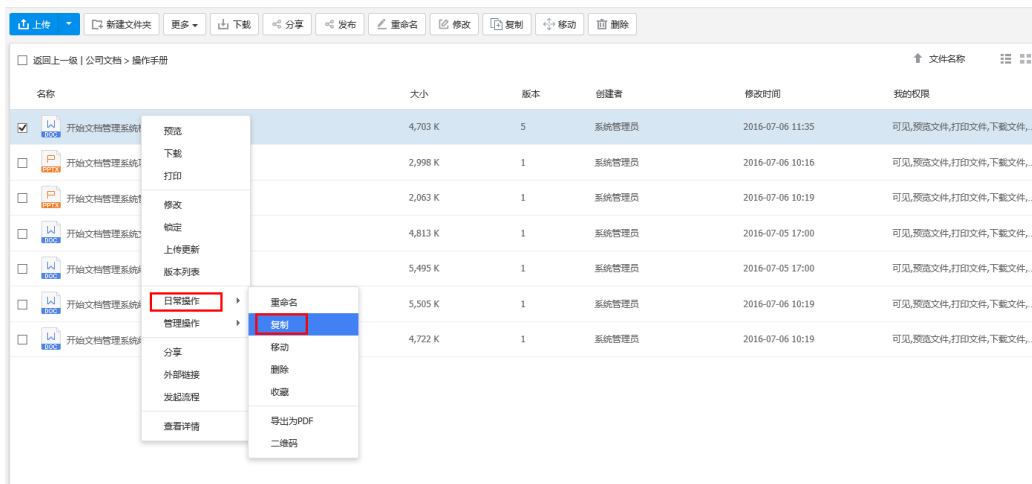 上传 新建文件夹 更多 下载 分享 发布 重命名 修改 复制 移动 删除
返回上一级 | 公司文档 > 操作手册 文件名称
名称 大小 版本 创建者 修改时间 我的权限
DOC 开始文档管理系统 4,703 K 5 系统管理员 2016-07-06 11:35 可见,预览文件,打印文件,下载文件,...
PPTX 开始文档管理系统 2,998 K 1 系统管理员 2016-07-06 10:16 可见,预览文件,打印文件,下载文件,...
PPTX 开始文档管理系统 2,063 K 1 系统管理员 2016-07-06 10:19 可见,预览文件,打印文件,下载文件,...
DOC 开始文档管理系统 4,813 K 1 系统管理员 2016-07-05 17:00 可见,预览文件,打印文件,下载文件,...
DOC 开始文档管理系统 5,495 K 1 系统管理员 2016-07-05 17:00 可见,预览文件,打印文件,下载文件,...
DOC 开始文档管理系统 5,505 K 1 系统管理员 2016-07-06 10:19 可见,预览文件,打印文件,下载文件,...
DOC 开始文档管理系统 4,722 K 1 系统管理员 2016-07-06 10:19 可见,预览文件,打印文件,下载文件,...
预览
下载
打印
修改
锁定
上传更新
版本列表
日常操作
管理操作
分享
外部链接
发起流程
查看详情
重命名
复制
移动
删除
收藏
导出为PDF
二维码